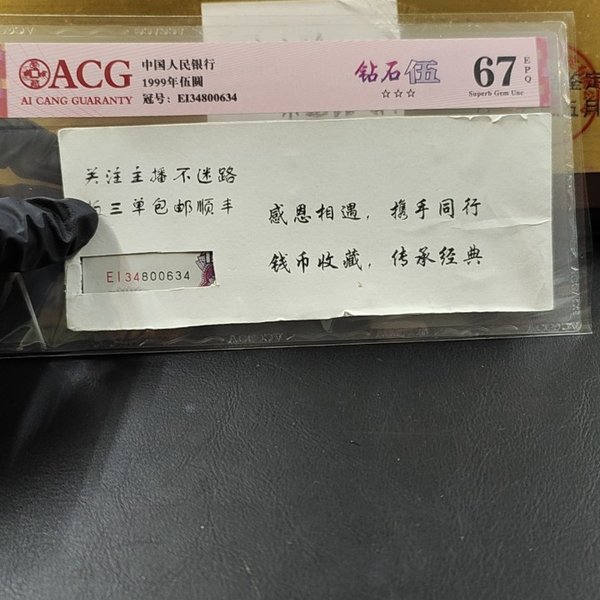 ACG
AI CANG GUARANTY
中国人民银行
1999年伍圆
冠号: EI34800634
钻石伍
☆☆☆
67
EPQ
Superb Gem Unc
关注主播不迷路
三单包邮顺丰
EI34800634
感恩相遇,携手同行
钱币收藏,传承经典